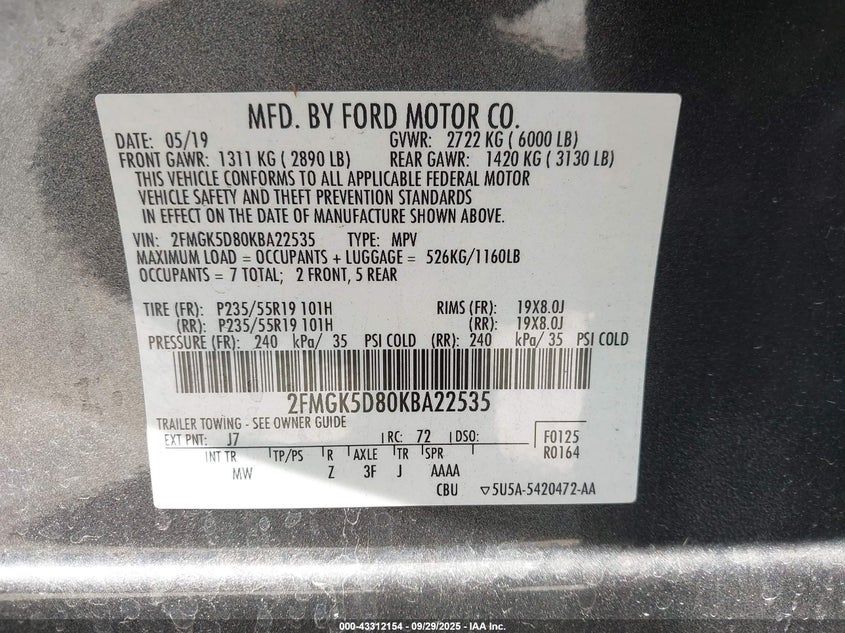 MFD. BY FORD MOTOR CO.
DATE: 05/19 GVWR: 2722 KG ( 6000 LB)
FRONT GAWR: 1311 KG ( 2890 LB) REAR GAWR: 1420 KG ( 3130 LB)
THIS VEHICLE CONFORMS TO ALL APPLICABLE FEDERAL MOTOR
VEHICLE SAFETY AND THEFT PREVENTION STANDARDS
IN EFFECT ON THE DATE OF MANUFACTURE SHOWN ABOVE.
VIN: 2FMGK5D80KBA22535 TYPE: MPV
MAXIMUM LOAD = OCCUPANTS + LUGGAGE = 526KG/1160LB
OCCUPANTS = 7 TOTAL; 2 FRONT, 5 REAR
TIRE (FR): P235/55R19 101H RIMS (FR): 19X8.0J
(RR): P235/55R19 101H (RR): 19X8.0J
PRESSURE (FR): 240 kPa/ 35 PSI COLD (RR): 240 kPa/ 35 PSI COLD
2FMGK5D80KBA22535
TRAILER TOWING - SEE OWNER GUIDE
EXT PNT: J7 RC: 72 DSO: F0125
INT TR TP/PS R AXLE TR SPR R0164
MW Z 3F J AAAA
CBU ▽5U5A-5420472-AA
000-43312154 - 09/29/2025 - IAA Inc.